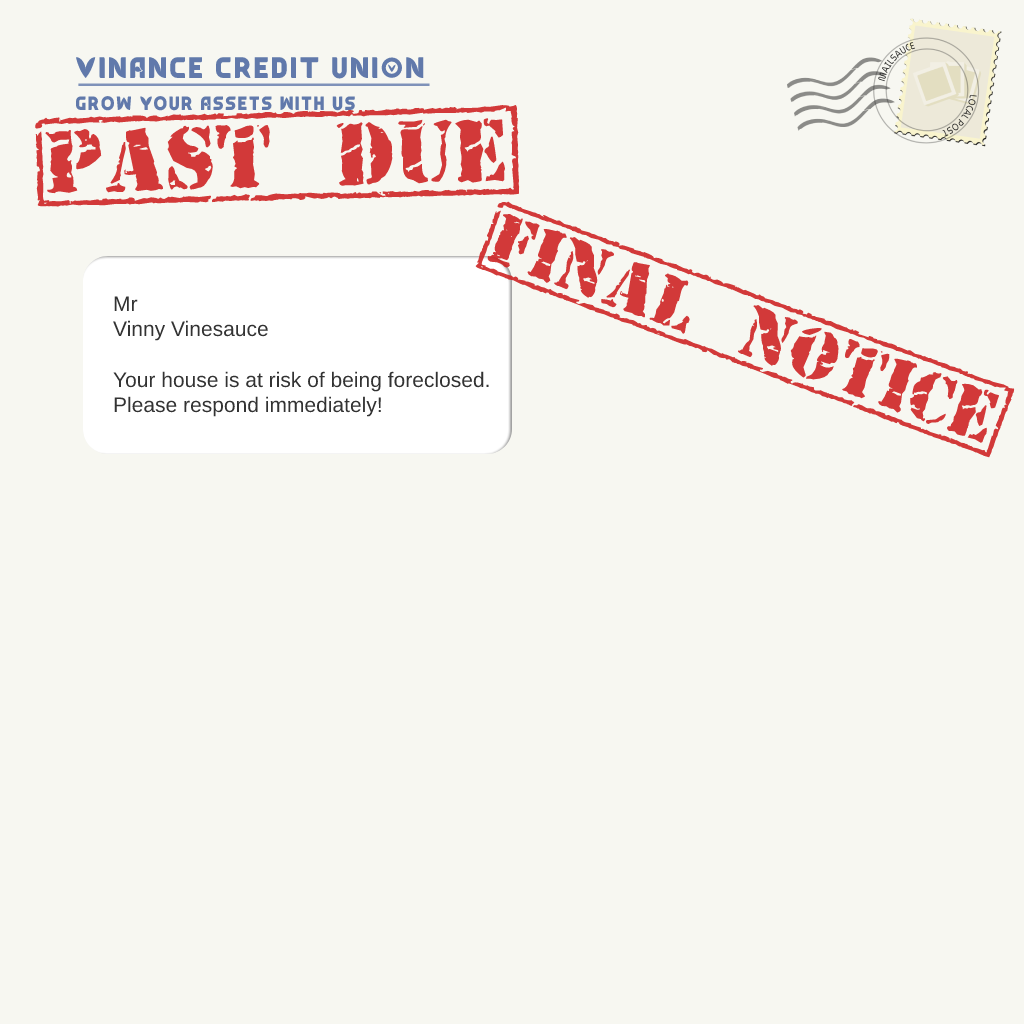 VINANCE CREDIT UNION
GROW YOUR ASSETS WITH US
PAST DUE
MAILSAUCE
LOCAL POST
FINAL NOTICE
Mr
Vinny Vinesauce
Your house is at risk of being foreclosed.
Please respond immediately!